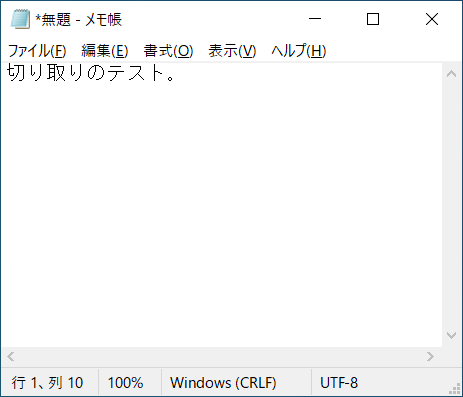 *無題 - メモ帳
ファイル(F) 編集(E) 書式(O) 表示(V) ヘルプ(H)
切り取りのテスト。
行 1、列 10 100% Windows (CRLF) UTF-8